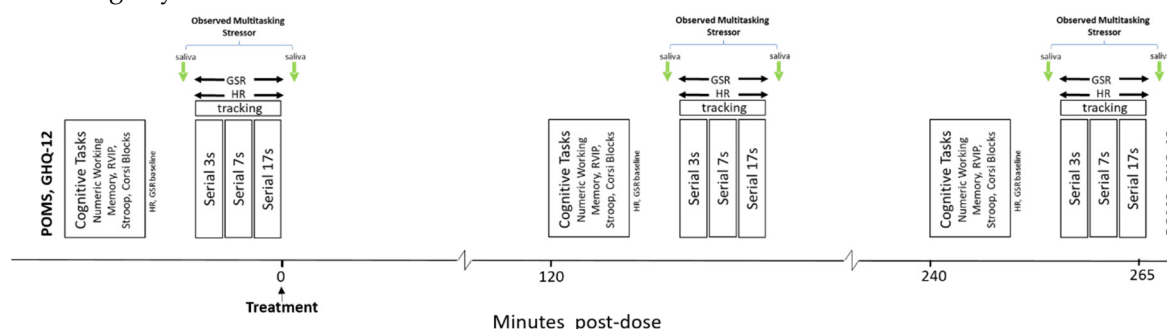 Observed Multitasking
Stressor
saliva
saliva
GSR
HR
tracking
POMS, GHQ-12
Cognitive Tasks
Numeric Working
Memory, RVIP,
Stroop, Corsi Blocks
HR, GSR baseline
Serial 3s
Serial 7s
Serial 17s
Observed Multitasking
Stressor
saliva
saliva
GSR
HR
tracking
Cognitive Tasks
Numeric Working
Memory, RVIP,
Stroop, Corsi Blocks
HR, GSR baseline
Serial 3s
Serial 7s
Serial 17s
Observed Multitasking
Stressor
saliva
saliva
GSR
HR
tracking
Cognitive Tasks
Numeric Working
Memory, RVIP,
Stroop, Corsi Blocks
HR, GSR baseline
Serial 3s
Serial 7s
Serial 17s
0
120
240
265
Treatment
Minutes post-dose